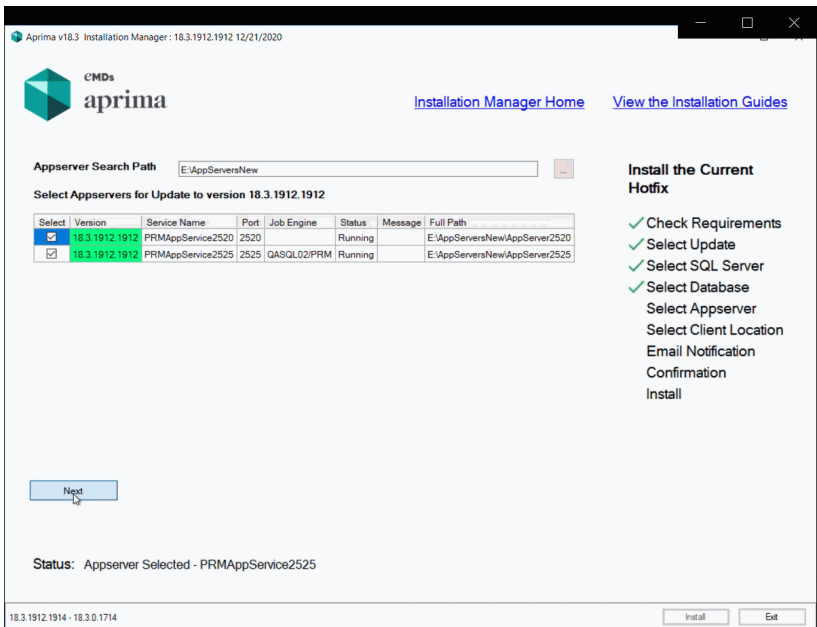 Aprima v18.3 Installation Manager : 18.3.1912.1912 12/21/2020
eMDs
aprima
Installation Manager Home
View the Installation Guides
Appserver Search Path
E:\AppServersNew
...
Select Appservers for Update to version 18.3.1912.1912
Select Version Service Name Port Job Engine Status Message Full Path
18.3.1912.1912 PRMAppService2520 2520 Running E:\AppServersNew\AppServer2520
18.3.1912.1912 PRMAppService2525 2525 QASQL02/PRM Running E:\AppServersNew\AppServer2525
Install the Current
Hotfix
Check Requirements
Select Update
Select SQL Server
Select Database
Select Appserver
Select Client Location
Email Notification
Confirmation
Install
Next
Status: Appserver Selected - PRMAppService2525
18.3.1912.1914 - 18.3.0.1714
Install
Exit